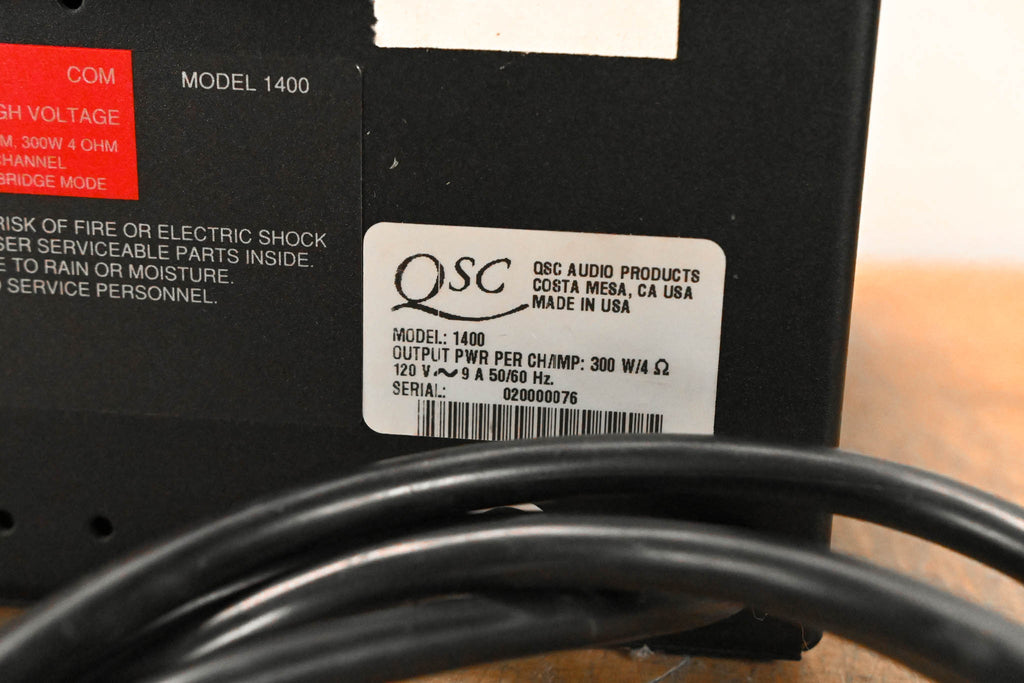 COM
MODEL 1400
GH VOLTAGE
M, 300W 4 OHM
CHANNEL
BRIDGE MODE
RISK OF FIRE OR ELECTRIC SHOCK
SER SERVICEABLE PARTS INSIDE.
E TO RAIN OR MOISTURE.
SERVICE PERSONNEL.
QSC
QSC AUDIO PRODUCTS
COSTA MESA, CA USA
MADE IN USA
MODEL: 1400
OUTPUT PWR PER CH/IMP: 300 W/4 Ω
120 V ~ 9 A 50/60 Hz.
SERIAL: 020000076